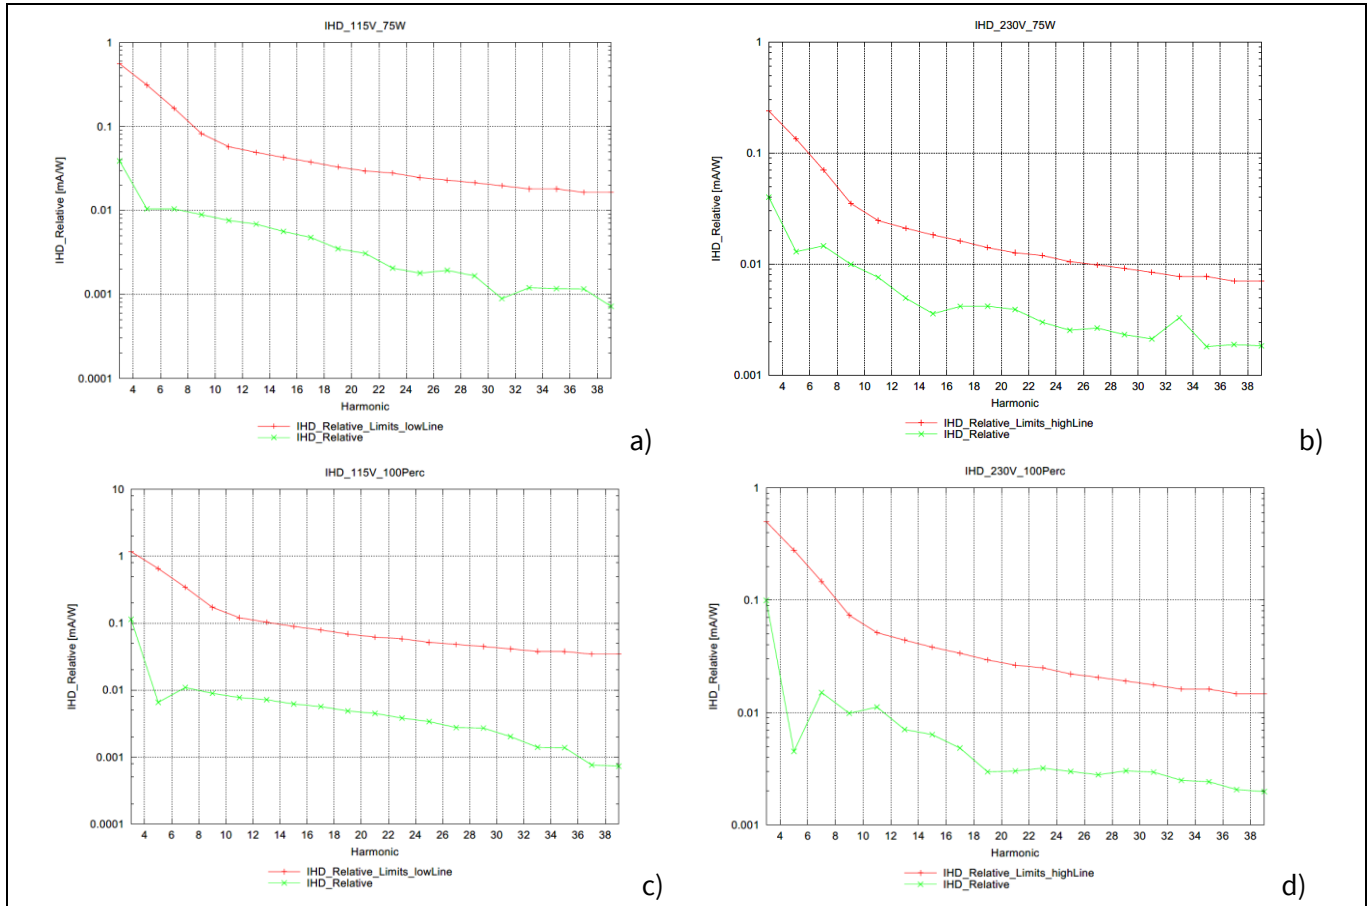 IHD_115V_75W
1
0.1
0.01
0.001
0.0001
IHD_Relative [mA/W]
4 6 8 10 12 14 16 18 20 22 24 26 28 30 32 34 36 38
Harmonic
IHD_Relative_Limits_lowLine
IHD_Relative
a)
IHD_230V_75W
1
0.1
0.01
0.001
IHD_Relative [mA/W]
4 6 8 10 12 14 16 18 20 22 24 26 28 30 32 34 36 38
Harmonic
IHD_Relative_Limits_highLine
IHD_Relative
b)
IHD_115V_100Perc
10
1
0.1
0.01
0.001
0.0001
IHD_Relative [mA/W]
4 6 8 10 12 14 16 18 20 22 24 26 28 30 32 34 36 38
Harmonic
IHD_Relative_Limits_lowLine
IHD_Relative
c)
IHD_230V_100Perc
1
0.1
0.01
0.001
IHD_Relative [mA/W]
4 6 8 10 12 14 16 18 20 22 24 26 28 30 32 34 36 38
Harmonic
IHD_Relative_Limits_highLine
IHD_Relative
d)